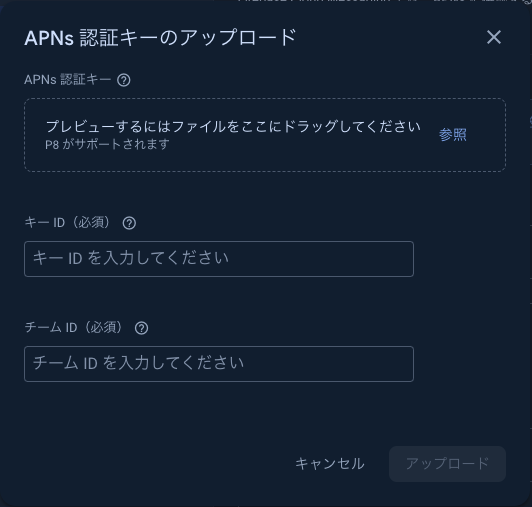 APNs 認証キーのアップロード
APNs 認証キー
プレビューするにはファイルをここにドラッグしてください
参照
P8 がサポートされます
キー ID（必須）
キー ID を入力してください
チーム ID（必須）
チーム ID を入力してください
キャンセル
アップロード